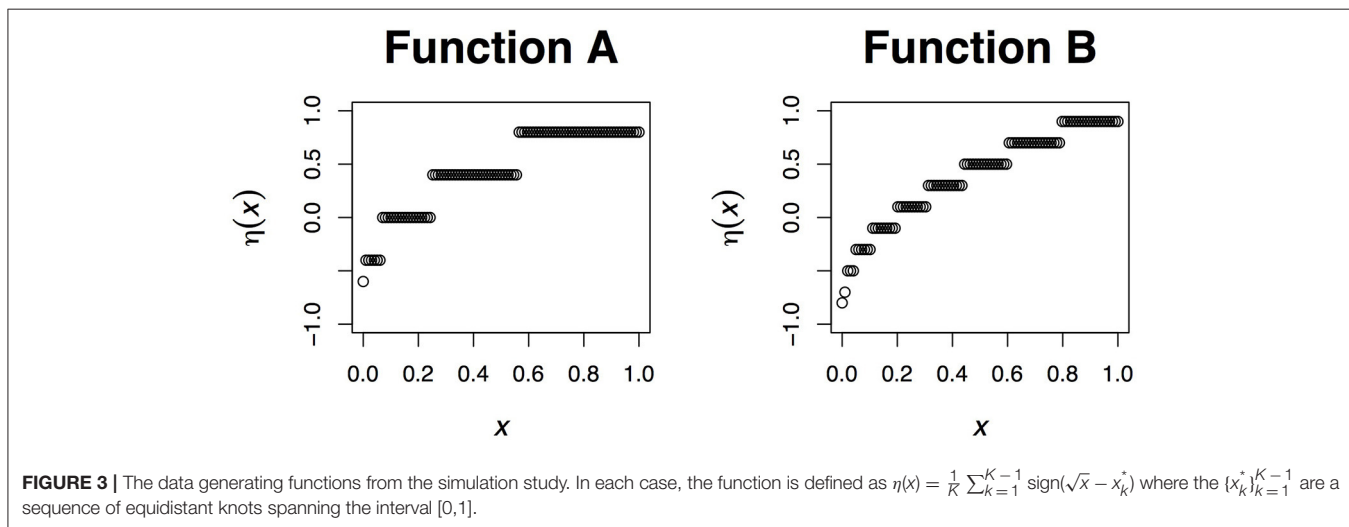 Function A
Function B
η(x)
1.0
0.5
0.0
−1.0
0.0 0.2 0.4 0.6 0.8 1.0
x
η(x)
1.0
0.5
0.0
−1.0
0.0 0.2 0.4 0.6 0.8 1.0
x
FIGURE 3 | The data generating functions from the simulation study. In each case, the function is defined as η(x) = 1/K ∑_{k=1}^{K−1} sign(√x − x*_k) where the {x*_k}_{k=1}^{K−1} are a
sequence of equidistant knots spanning the interval [0,1].